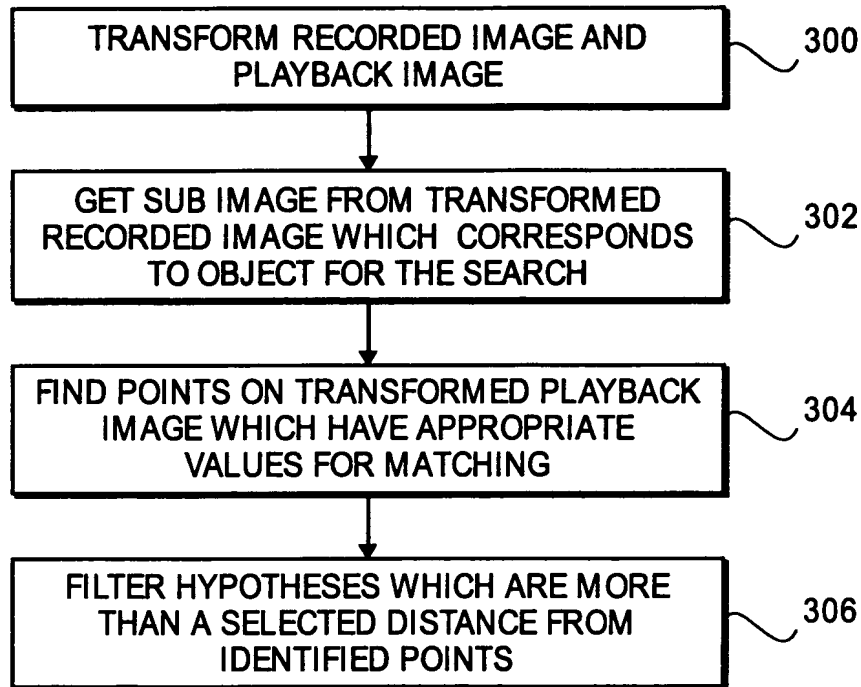 TRANSFORM RECORDED IMAGE AND
PLAYBACK IMAGE
300
GET SUB IMAGE FROM TRANSFORMED
RECORDED IMAGE WHICH CORRESPONDS
TO OBJECT FOR THE SEARCH
302
FIND POINTS ON TRANSFORMED PLAYBACK
IMAGE WHICH HAVE APPROPRIATE
VALUES FOR MATCHING
304
FILTER HYPOTHESES WHICH ARE MORE
THAN A SELECTED DISTANCE FROM
IDENTIFIED POINTS
306